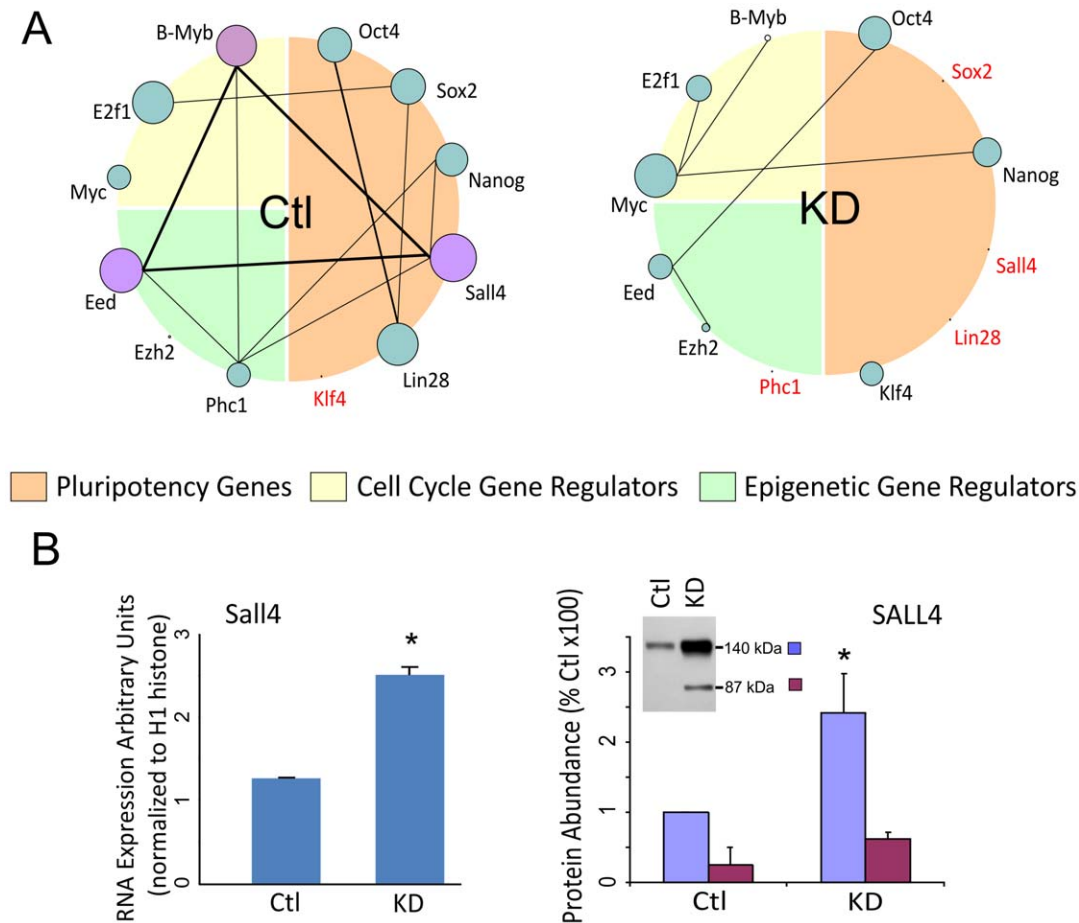 A
B-Myb
Oct4
E2f1
Sox2
Myc
Nanog
Ctl
Eed
Sall4
Ezh2
Phc1
Klf4
Lin28
B-Myb
Oct4
E2f1
Sox2
Myc
Nanog
KD
Eed
Sall4
Ezh2
Lin28
Phc1
Klf4
Pluripotency Genes
Cell Cycle Gene Regulators
Epigenetic Gene Regulators
B
RNA Expression Arbitrary Units
(normalized to H1 histone)
Sall4
3
2
1
0
*
Ctl
KD
Protein Abundance (% Ctl x100)
SALL4
3
2
1
0
Ctl
KD
140 kDa
87 kDa
*
Ctl
KD